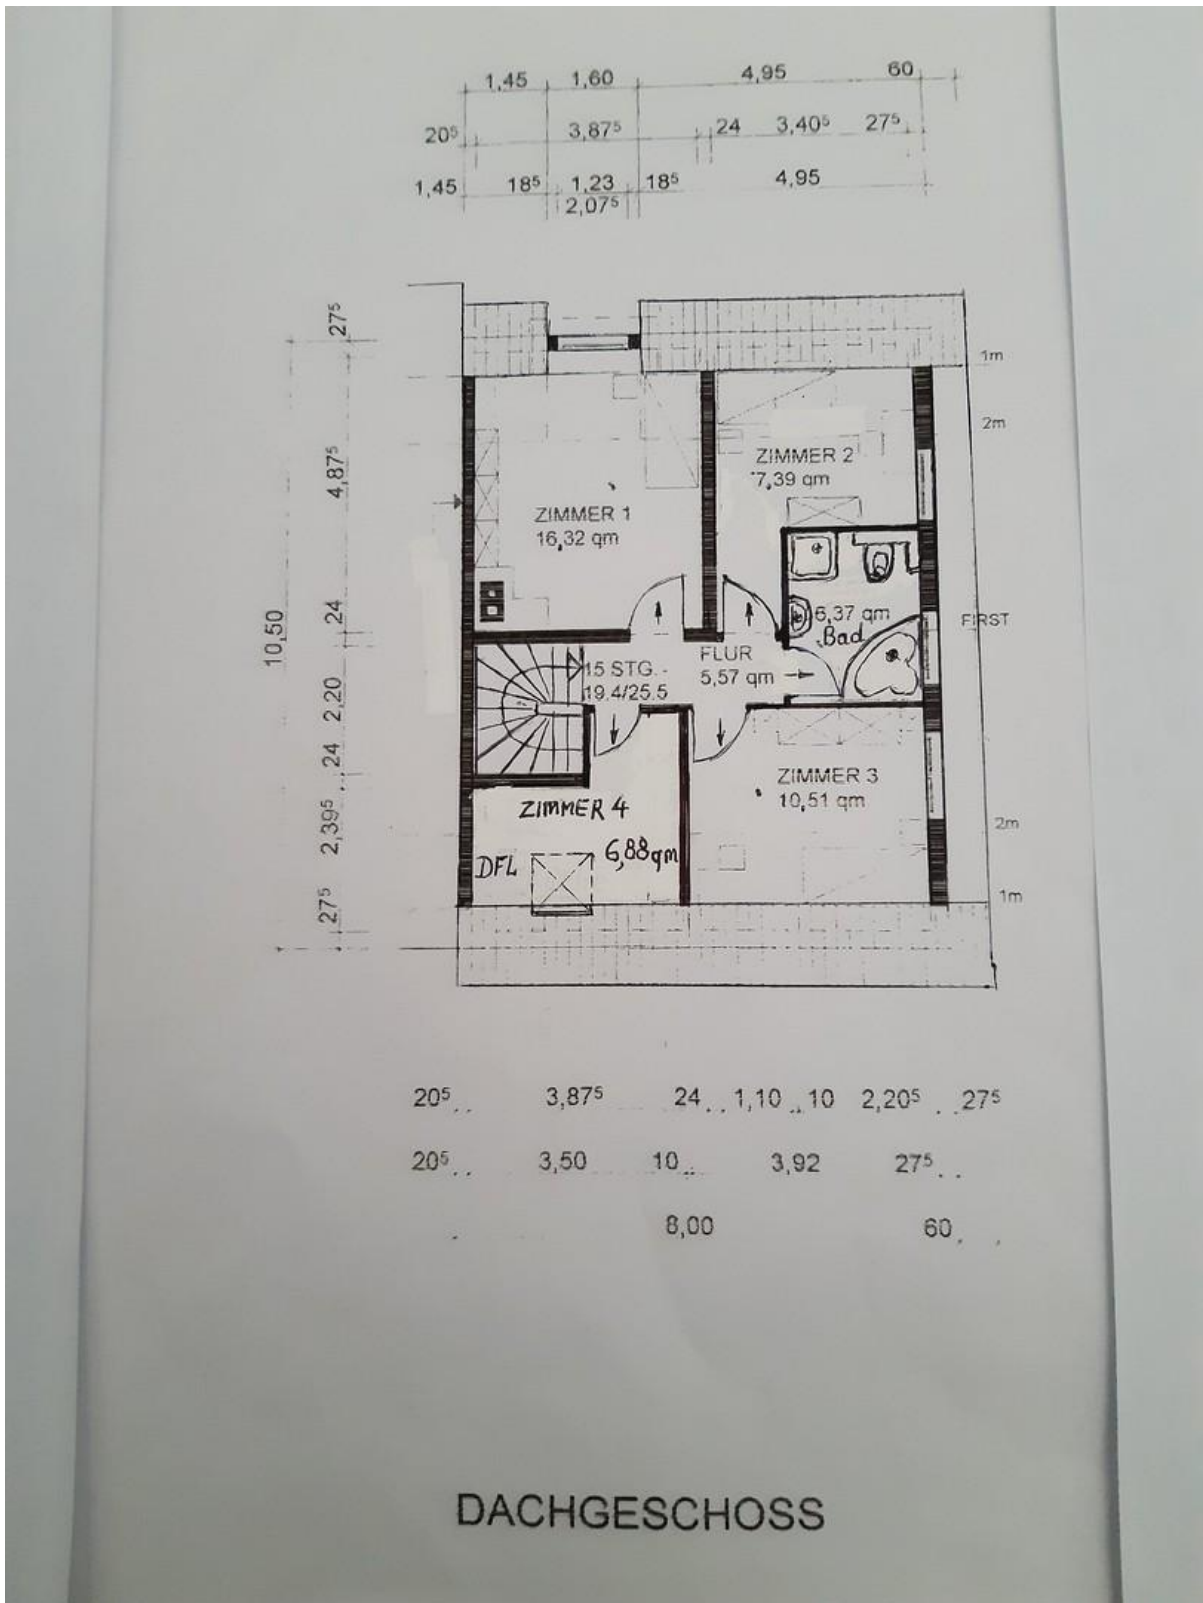 1,45 1,60 4,95 60
20⁵ 3,87⁵ 24 3,40⁵ 27⁵
1,45 18⁵ 1,23 18⁵ 4,95
2,07⁵
27⁵
4,87⁵
24
2,20
24
2,39⁵
27⁵
10,50
1m
2m
ZIMMER 2
7,39 qm
ZIMMER 1
16,32 qm
6,37 qm
Bad
FIRST
FLUR
5,57 qm
15 STG.-
19.4/25.5
ZIMMER 3
10,51 qm
ZIMMER 4
6,88 qm
DFL
2m
1m
20⁵ 3,87⁵ 24 1,10 10 2,20⁵ 27⁵
20⁵ 3,50 10 3,92 27⁵
8,00 60
DACHGESCHOSS